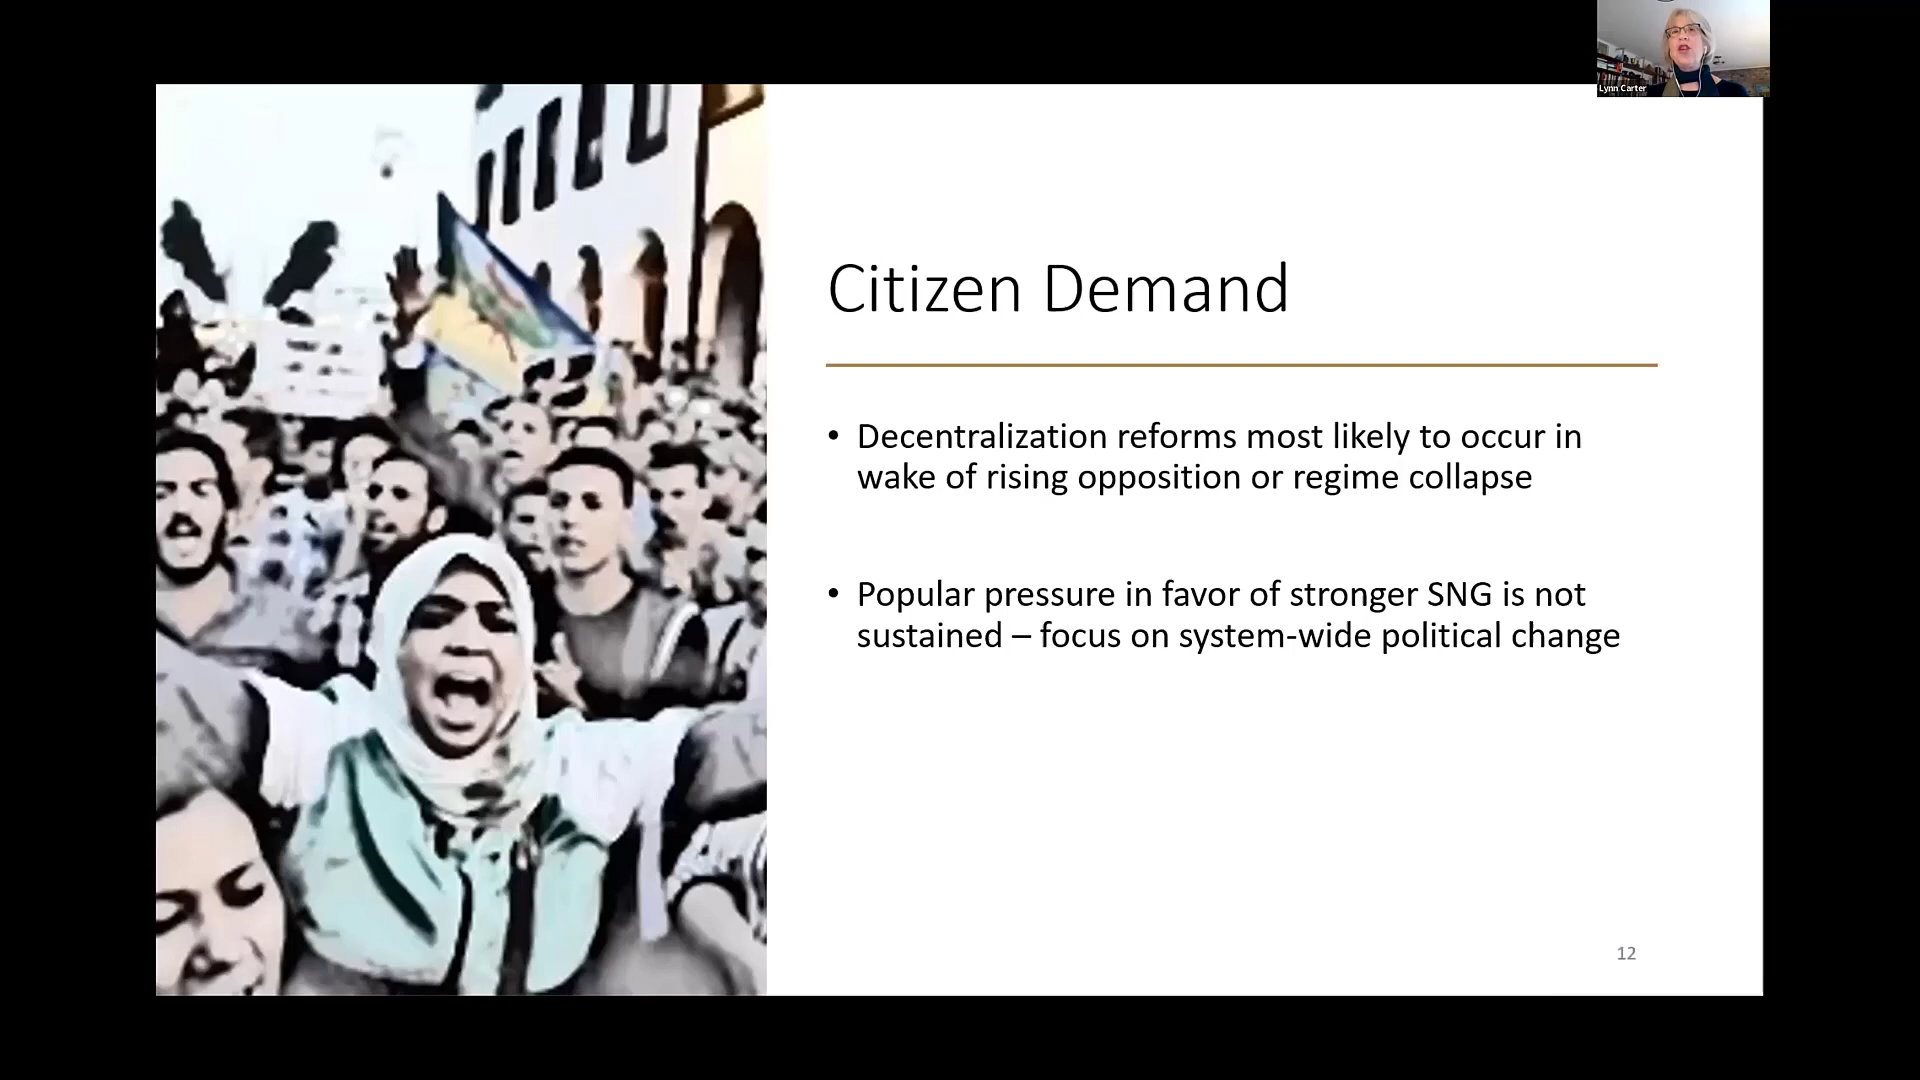 Lynn Carter
Citizen Demand
• Decentralization reforms most likely to occur in
wake of rising opposition or regime collapse
• Popular pressure in favor of stronger SNG is not
sustained – focus on system-wide political change
12